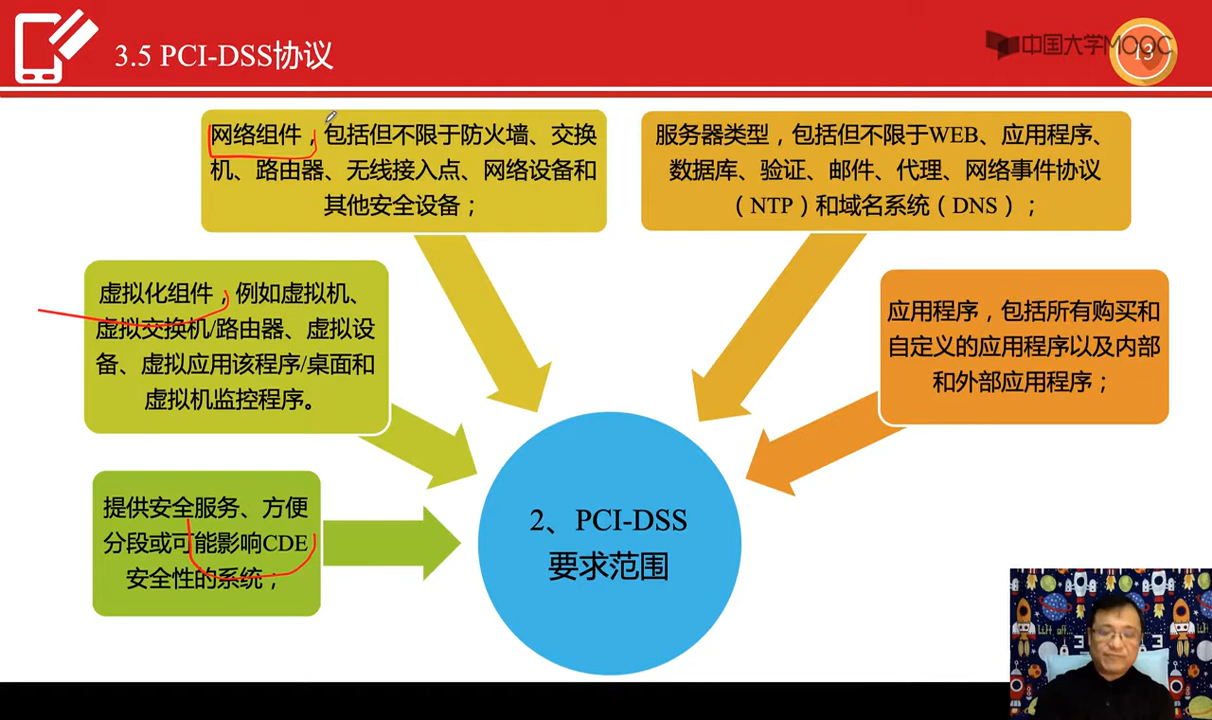 3.5 PCI-DSS协议
中国大学MOOC
13
网络组件，包括但不限于防火墙、交换
机、路由器、无线接入点、网络设备和
其他安全设备；
服务器类型，包括但不限于WEB、应用程序、
数据库、验证、邮件、代理、网络事件协议
（NTP）和域名系统（DNS）；
虚拟化组件，例如虚拟机、
虚拟交换机/路由器、虚拟设
备、虚拟应用该程序/桌面和
虚拟机监控程序。
应用程序，包括所有购买和
自定义的应用程序以及内部
和外部应用程序；
提供安全服务、方便
分段或可能影响CDE
安全性的系统；
2、PCI-DSS
要求范围